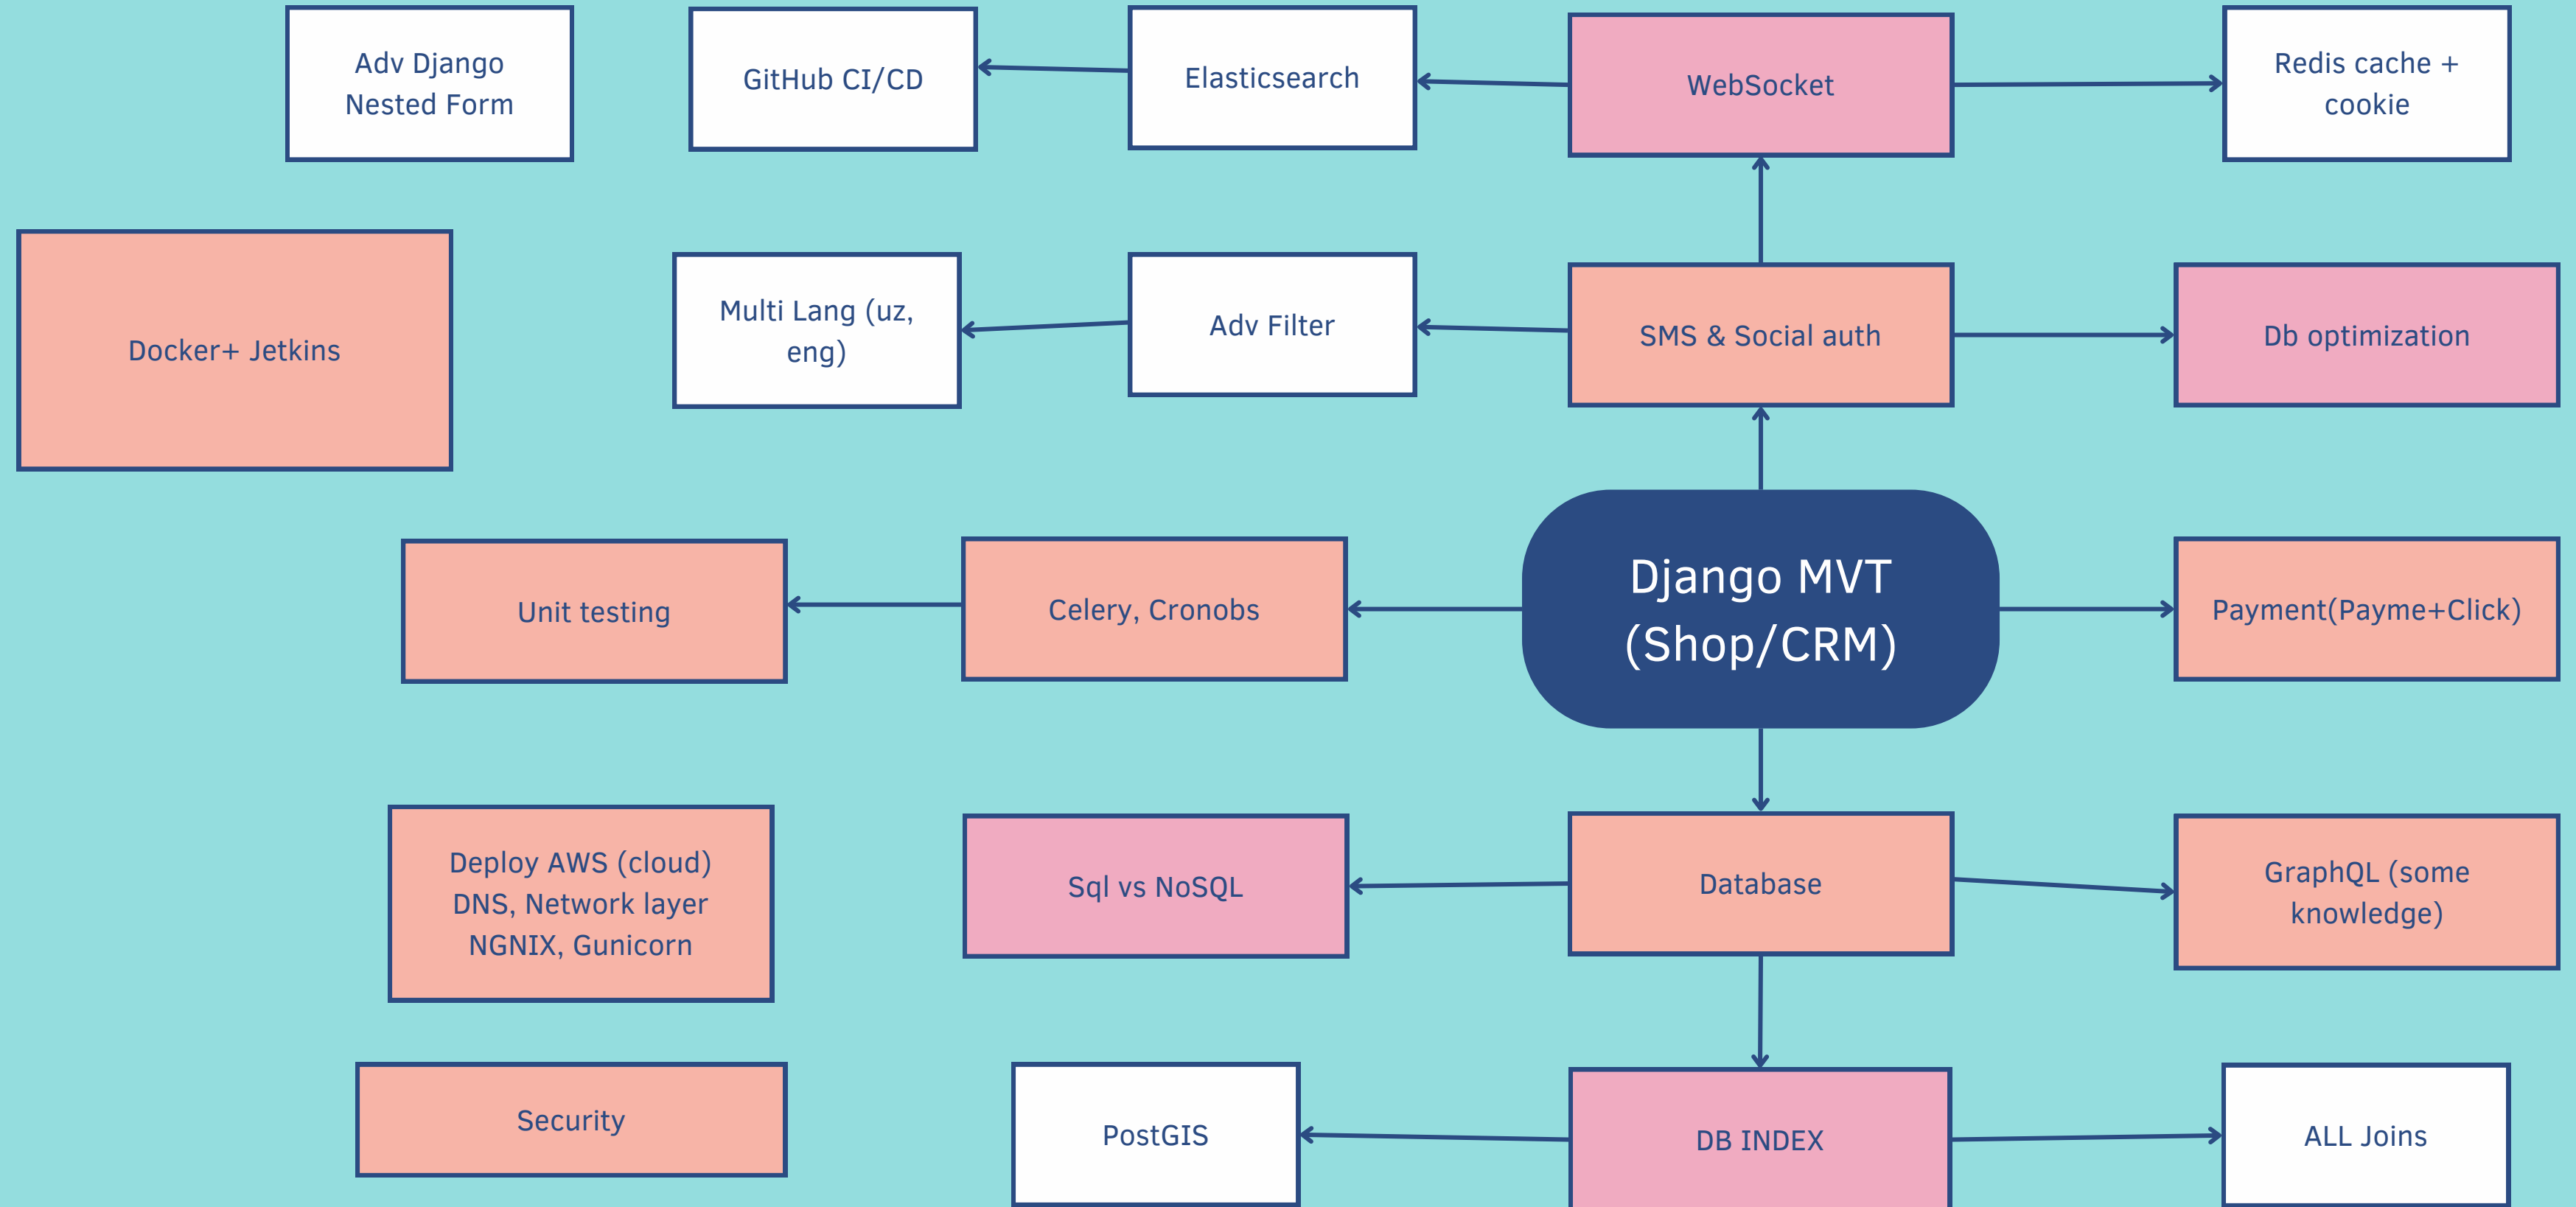 Adv Django
Nested Form
GitHub CI/CD
Elasticsearch
WebSocket
Redis cache +
cookie
Docker+ Jetkins
Multi Lang (uz,
eng)
Adv Filter
SMS & Social auth
Db optimization
Unit testing
Celery, Cronobs
Django MVT
(Shop/CRM)
Payment(Payme+Click)
Deploy AWS (cloud)
DNS, Network layer
NGNIX, Gunicorn
Sql vs NoSQL
Database
GraphQL (some
knowledge)
Security
PostGIS
DB INDEX
ALL Joins